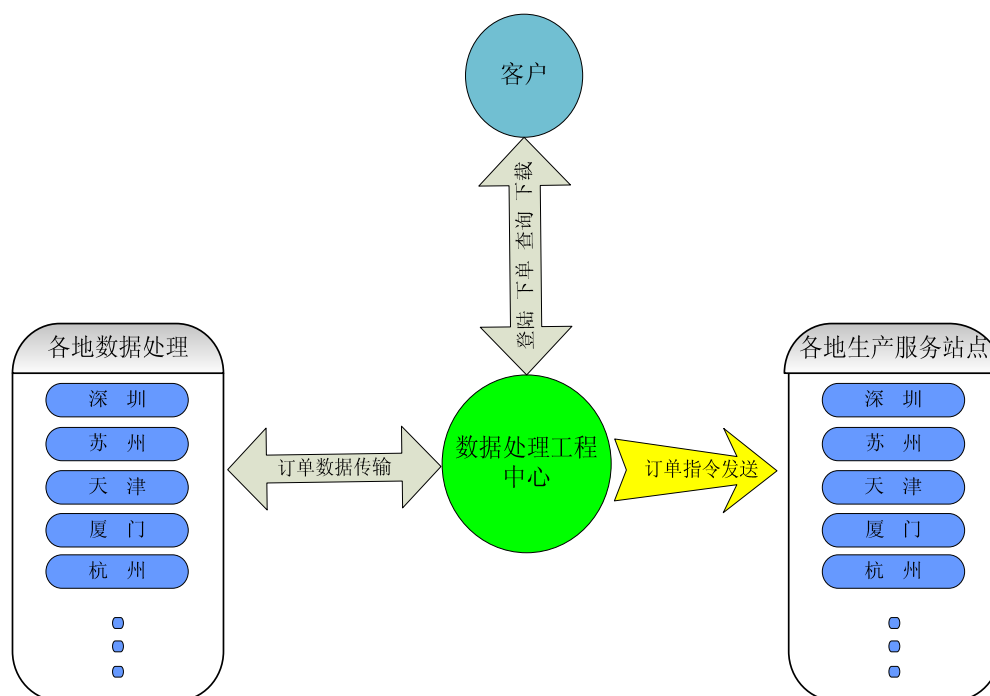 客户
登陆 下单 查询 下载
各地数据处理
深 圳
苏 州
天 津
厦 门
杭 州
订单数据传输
数据处理工程
中心
订单指令发送
各地生产服务站点
深 圳
苏 州
天 津
厦 门
杭 州